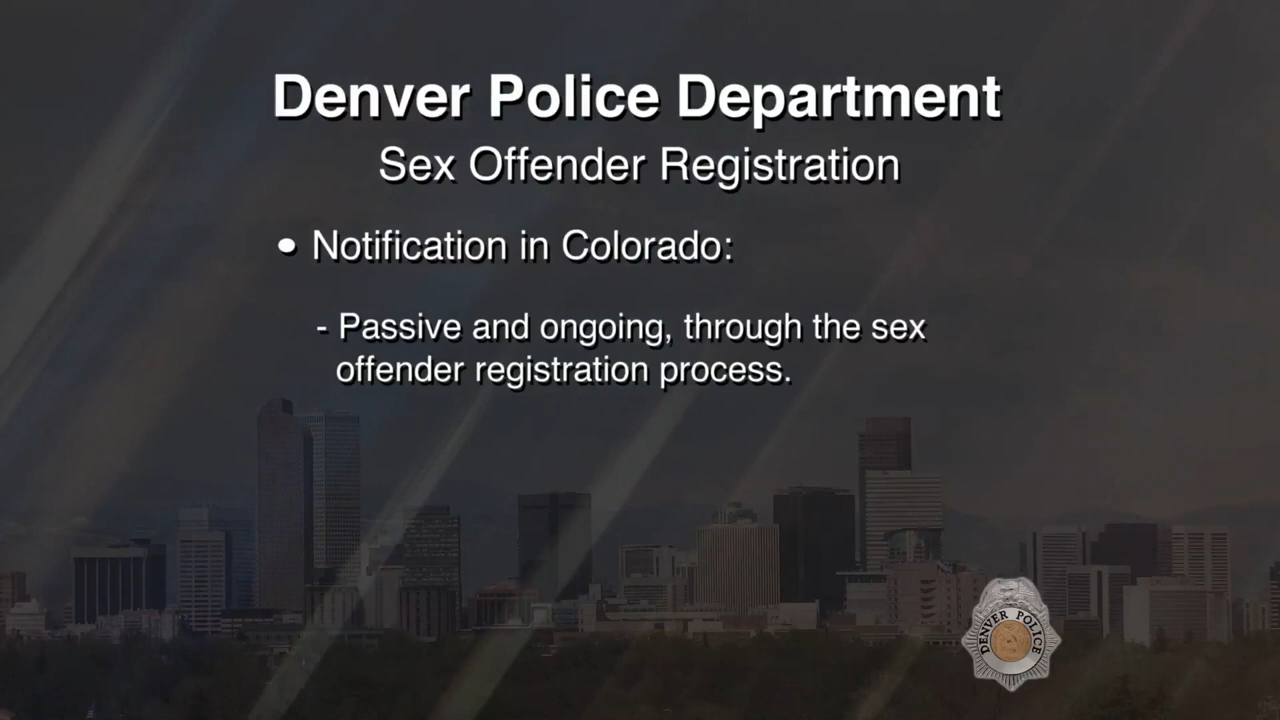 Denver Police Department
Sex Offender Registration
• Notification in Colorado:
- Passive and ongoing, through the sex
offender registration process.
DENVER POLICE